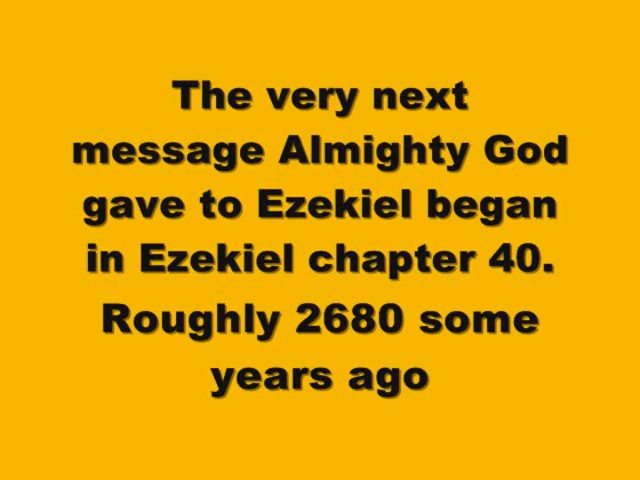 The very next
message Almighty God
gave to Ezekiel began
in Ezekiel chapter 40.
Roughly 2680 some
years ago